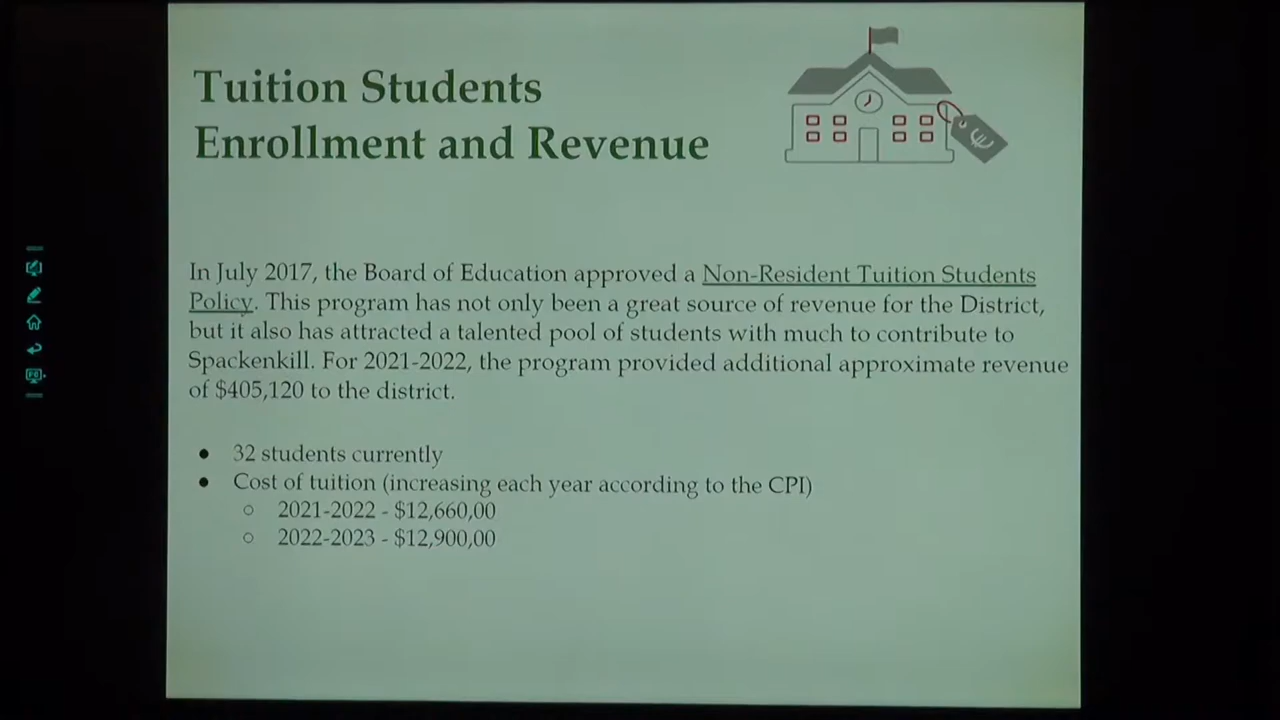 Tuition Students
Enrollment and Revenue
In July 2017, the Board of Education approved a Non-Resident Tuition Students
Policy. This program has not only been a great source of revenue for the District,
but it also has attracted a talented pool of students with much to contribute to
Spackenkill. For 2021-2022, the program provided additional approximate revenue
of $405,120 to the district.
● 32 students currently
● Cost of tuition (increasing each year according to the CPI)
○ 2021-2022 - $12,660,00
○ 2022-2023 - $12,900,00